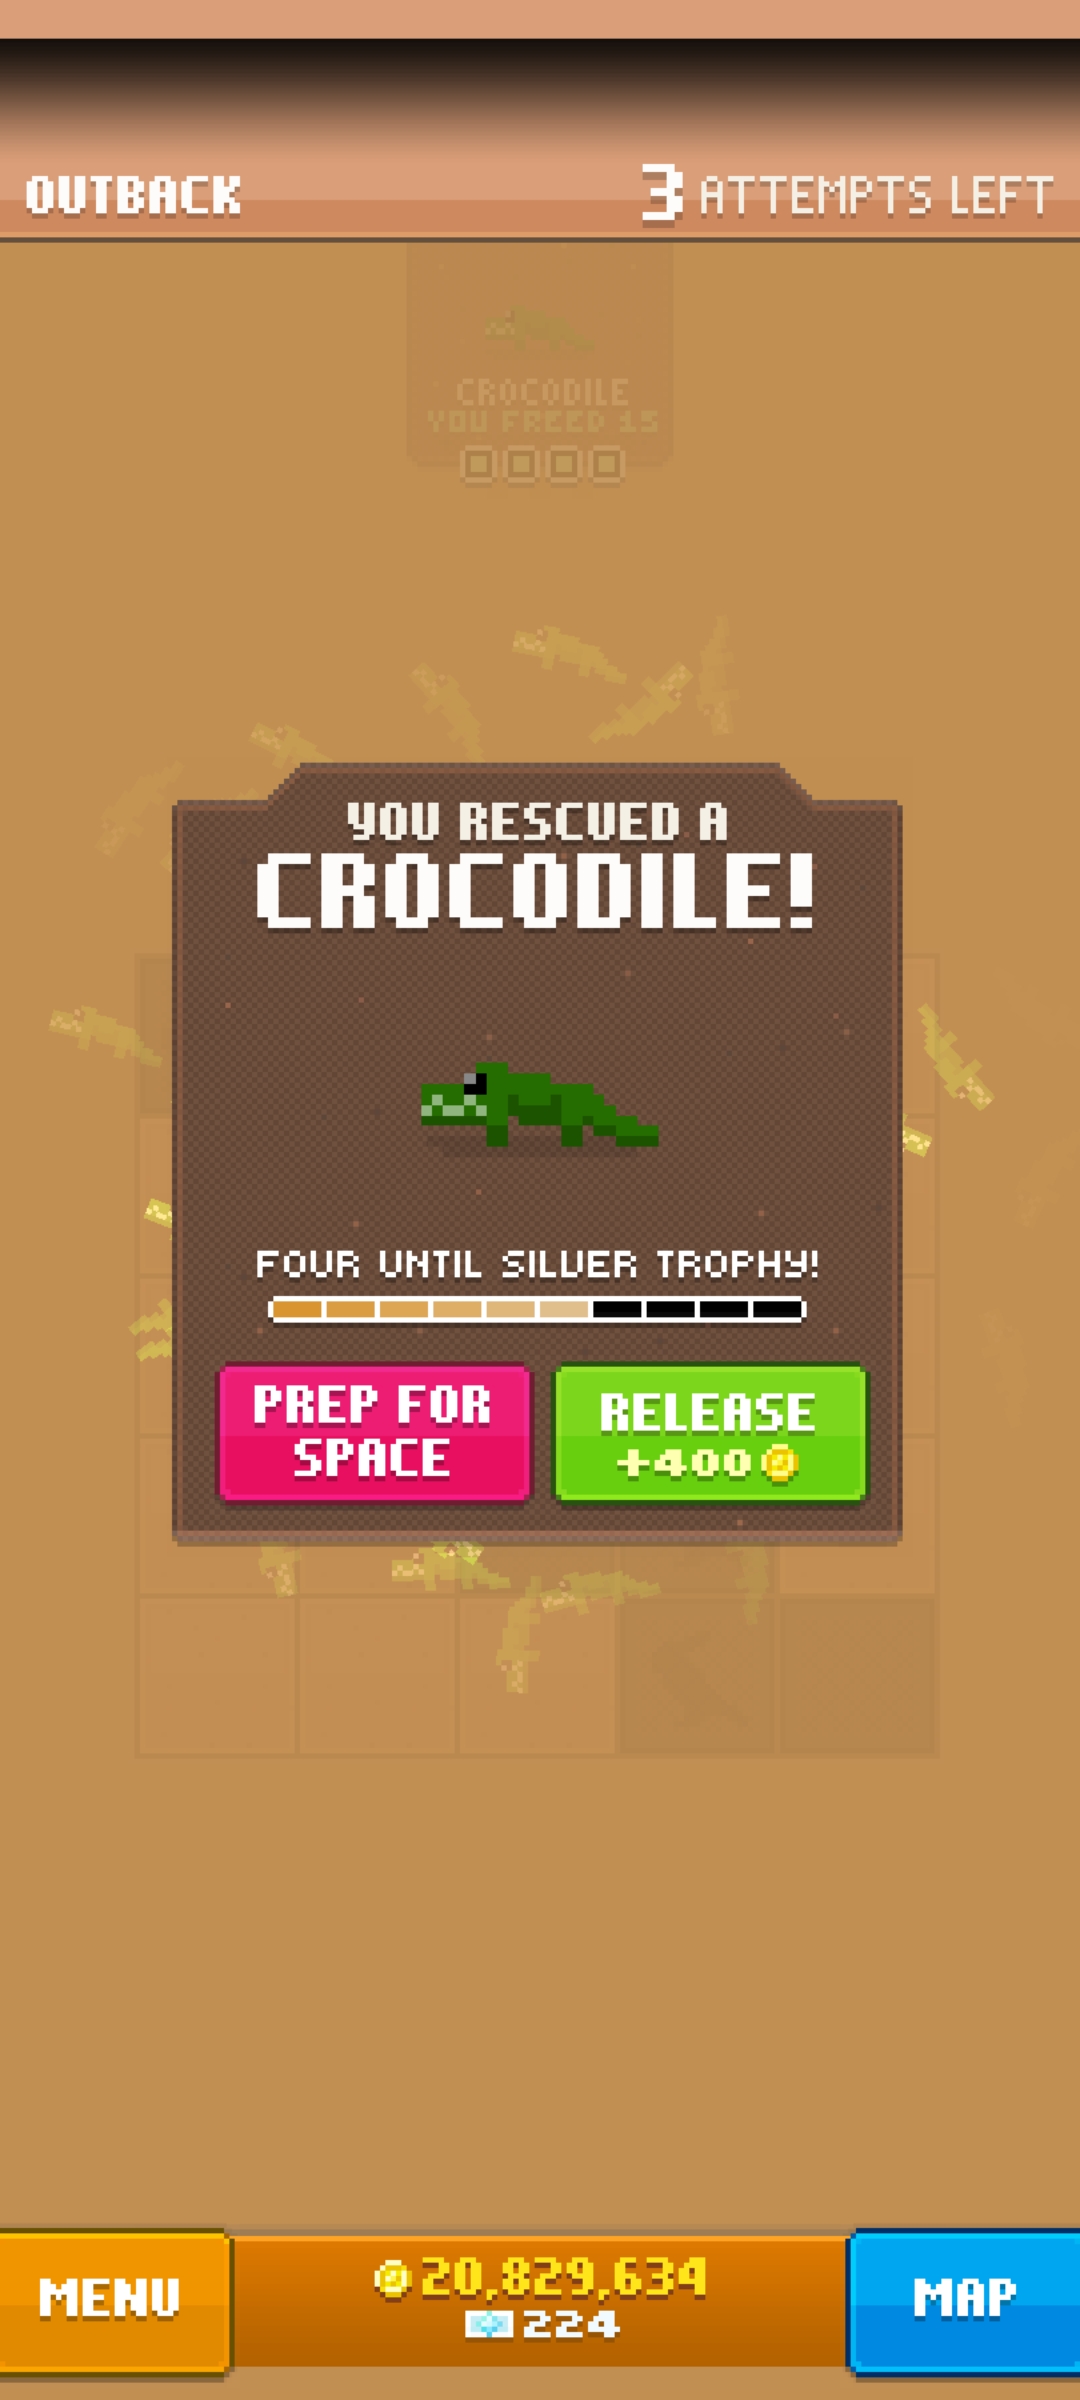 OUTBACK
3 ATTEMPTS LEFT
CROCODILE
YOU FREED 15
YOU RESCUED A
CROCODILE!
FOUR UNTIL SILVER TROPHY!
PREP FOR
SPACE
RELEASE
+400
MENU
20,829,634
224
MAP